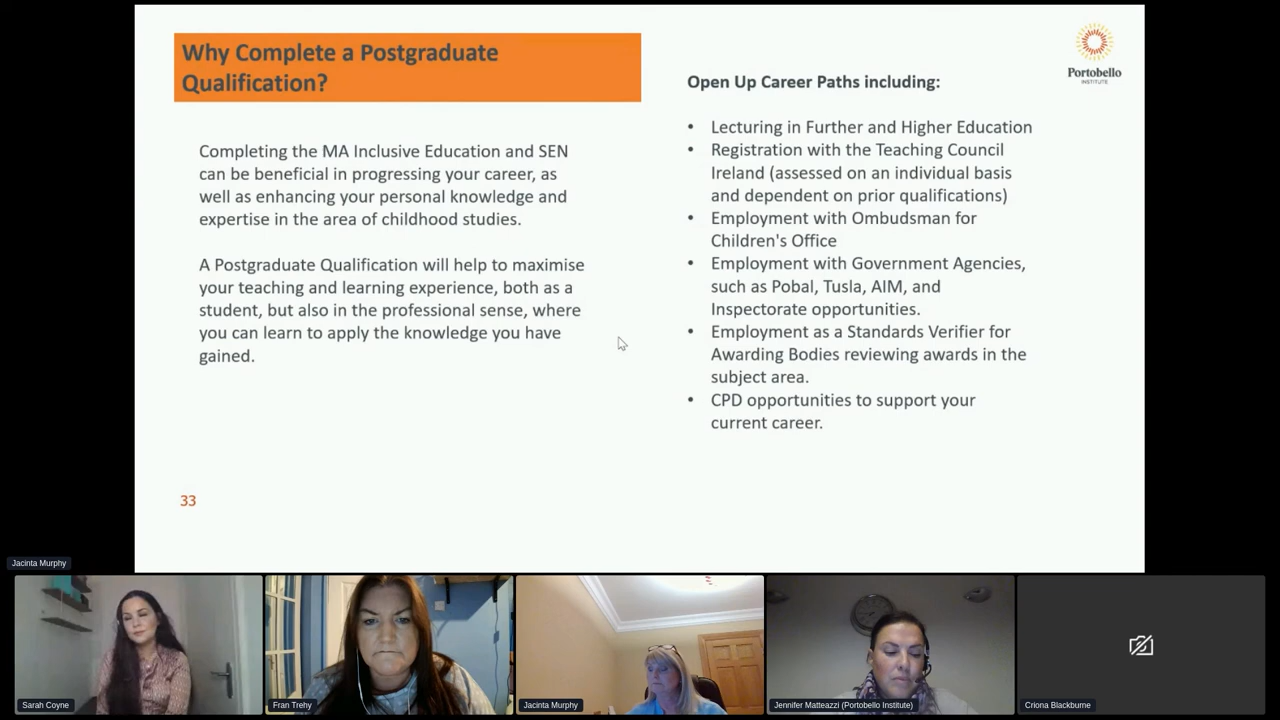 Why Complete a Postgraduate
Qualification?
Completing the MA Inclusive Education and SEN
can be beneficial in progressing your career, as
well as enhancing your personal knowledge and
expertise in the area of childhood studies.
A Postgraduate Qualification will help to maximise
your teaching and learning experience, both as a
student, but also in the professional sense, where
you can learn to apply the knowledge you have
gained.
33
Portobello
INSTITUTE
Open Up Career Paths including:
• Lecturing in Further and Higher Education
• Registration with the Teaching Council
Ireland (assessed on an individual basis
and dependent on prior qualifications)
• Employment with Ombudsman for
Children's Office
• Employment with Government Agencies,
such as Pobal, Tusla, AIM, and
Inspectorate opportunities.
• Employment as a Standards Verifier for
Awarding Bodies reviewing awards in the
subject area.
• CPD opportunities to support your
current career.
Jacinta Murphy
Sarah Coyne
Fran Trehy
Jacinta Murphy
Jennifer Matteazzi (Portobello Institute)
Criona Blackburne